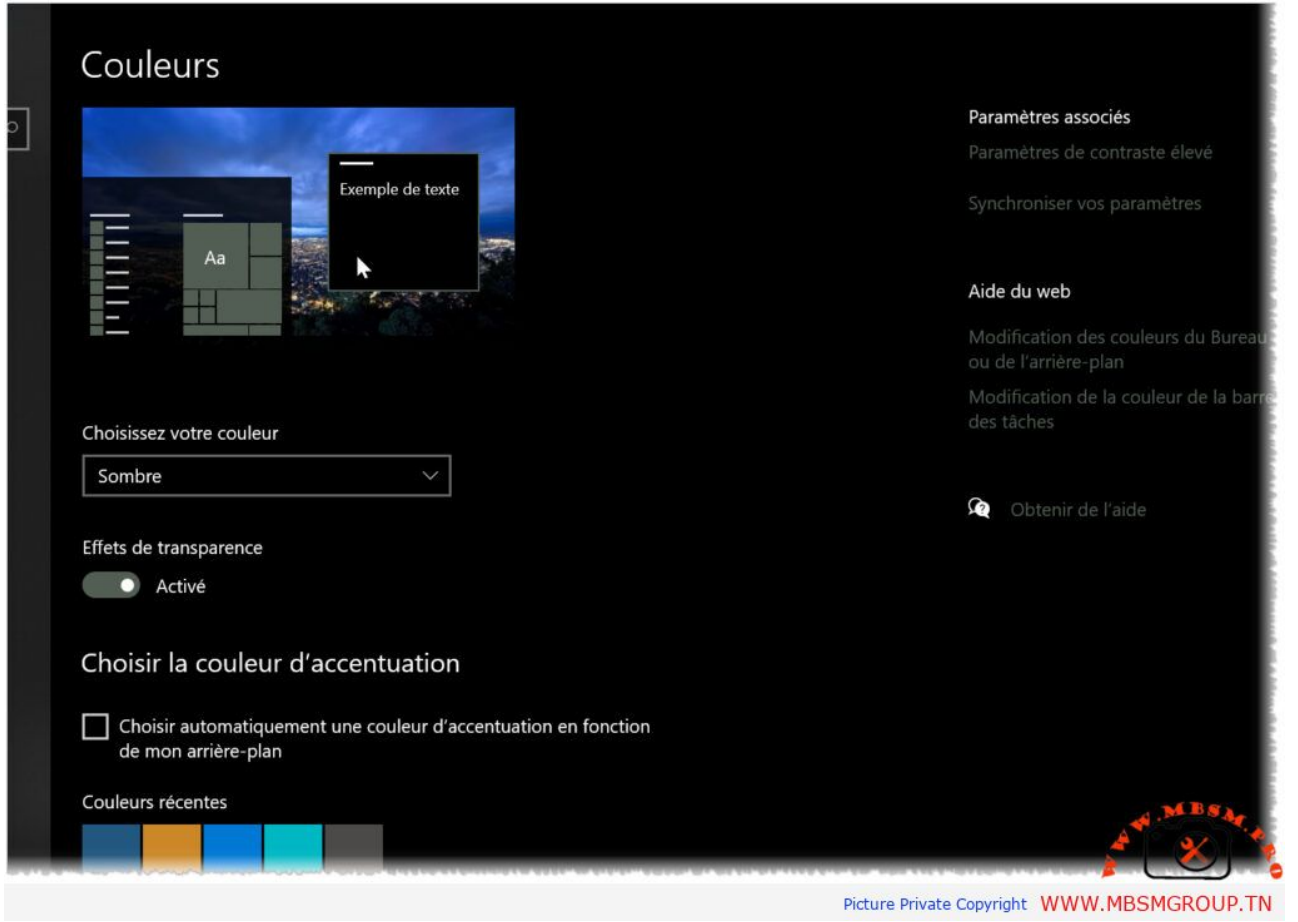 Couleurs
Exemple de texte
Aa
Choisissez votre couleur
Sombre
Effets de transparence
Activé
Choisir la couleur d'accentuation
Choisir automatiquement une couleur d'accentuation en fonction
de mon arrière-plan
Couleurs récentes
Paramètres associés
Paramètres de contraste élevé
Synchroniser vos paramètres
Aide du web
Modification des couleurs du Bureau
ou de l'arrière-plan
Modification de la couleur de la barre
des tâches
Obtenir de l'aide
WWW.MBSM.PRO
Picture Private Copyright WWW.MBSMGROUP.TN